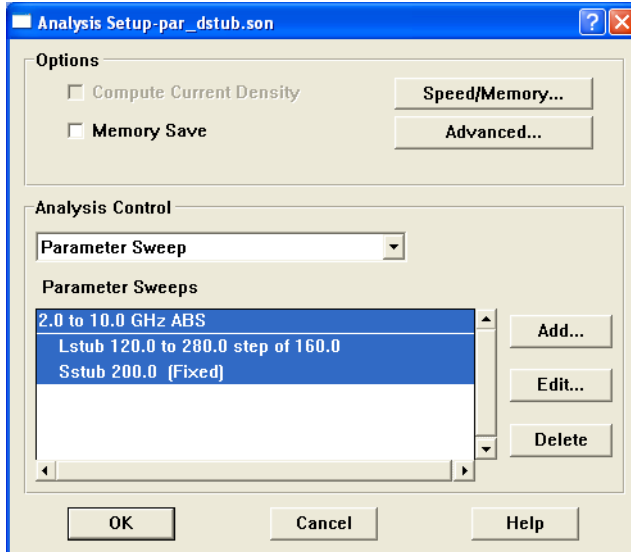 Analysis Setup-par_dstub.son
Options
Compute Current Density
Speed/Memory...
Memory Save
Advanced...
Analysis Control
Parameter Sweep
Parameter Sweeps
2.0 to 10.0 GHz ABS
Lstub 120.0 to 280.0 step of 160.0
Sstub 200.0 (Fixed)
Add...
Edit...
Delete
OK
Cancel
Help